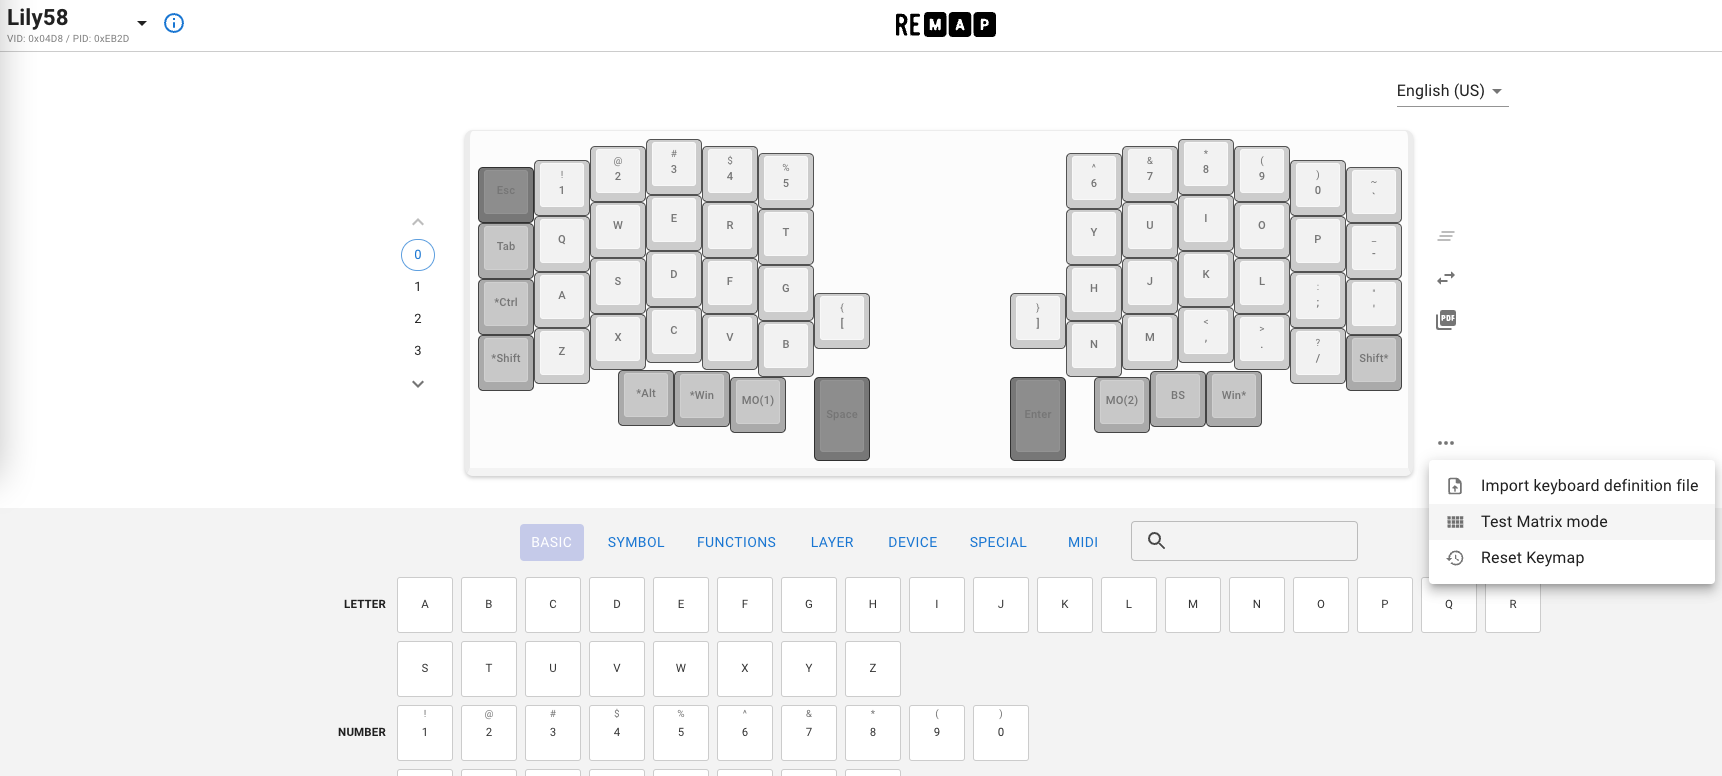 Lily58
VID: 0x04D8 / PID: 0xEB2D
REMAP
English (US)
Esc ! 1 @ 2 # 3 $ 4 % 5 ^ 6 & 7 * 8 ( 9 ) 0 ~ `
Tab Q W E R T Y U I O P _ -
*Ctrl A S D F G { [ } ] H J K L : ; " '
*Shift Z X C V B N M < , > . ? / Shift*
*Alt *Win MO(1) Space Enter MO(2) BS Win*
0
1
2
3
PDF
Import keyboard definition file
Test Matrix mode
Reset Keymap
BASIC SYMBOL FUNCTIONS LAYER DEVICE SPECIAL MIDI
LETTER A B C D E F G H I J K L M N O P Q R
S T U V W X Y Z
NUMBER ! 1 @ 2 # 3 $ 4 % 5 ^ 6 & 7 * 8 ( 9 ) 0